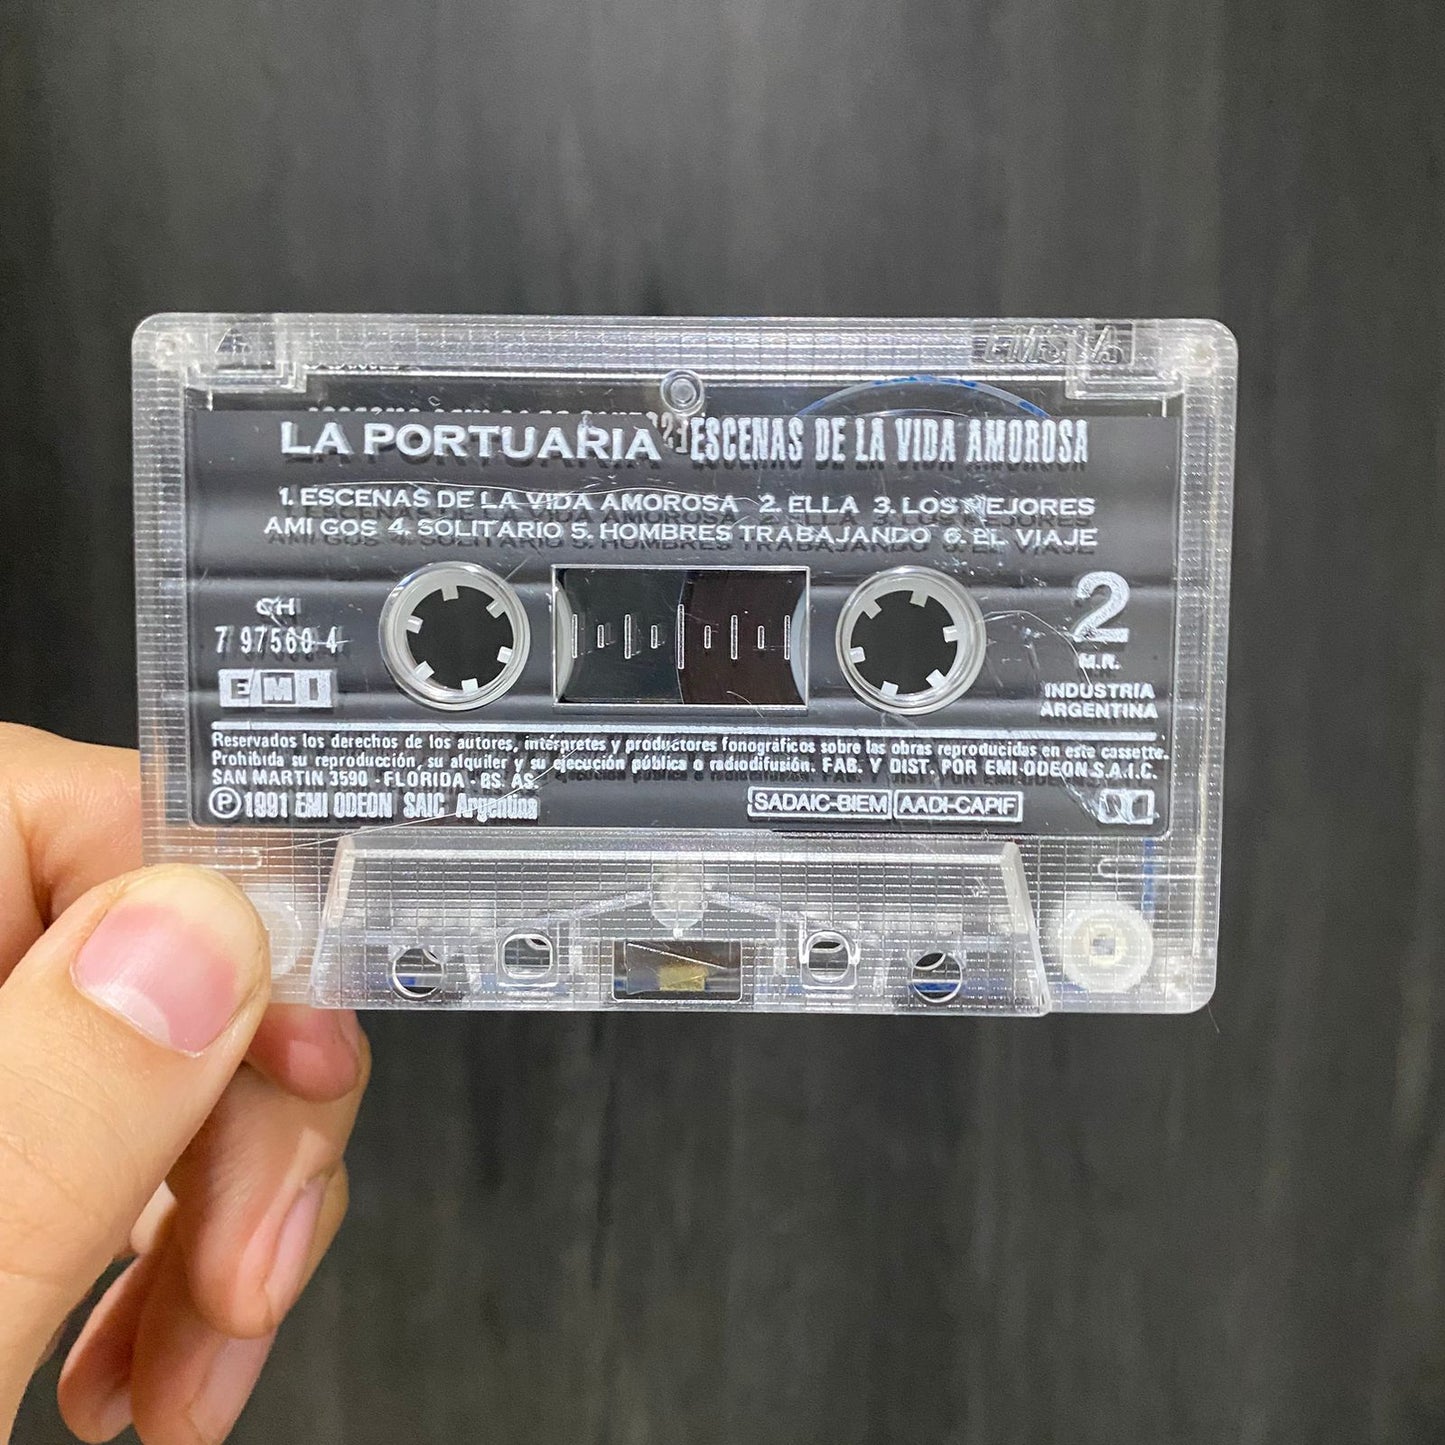 LA PORTUARIA ESCENAS DE LA VIDA AMOROSA
1. ESCENAS DE LA VIDA AMOROSA 2. ELLA 3. LOS MEJORES
AMI GOS 4. SOLITARIO 5. HOMBRES TRABAJANDO 6. EL VIAJE
CH
7 97560 4
EMI
2
M.R.
INDUSTRIA
ARGENTINA
Reservados los derechos de los autores, intérpretes y productores fonográficos sobre las obras reproducidas en este cassette.
Prohibida su reproducción, su alquiler y su ejecución pública o radiodifusión. FAB. Y DIST. POR EMI-ODEON S.A.I.C.
SAN MARTIN 3590 - FLORIDA - BS. AS.
Ⓟ 1991 EMI ODEON SAIC Argentina
SADAIC-BIEM AADI-CAPIF